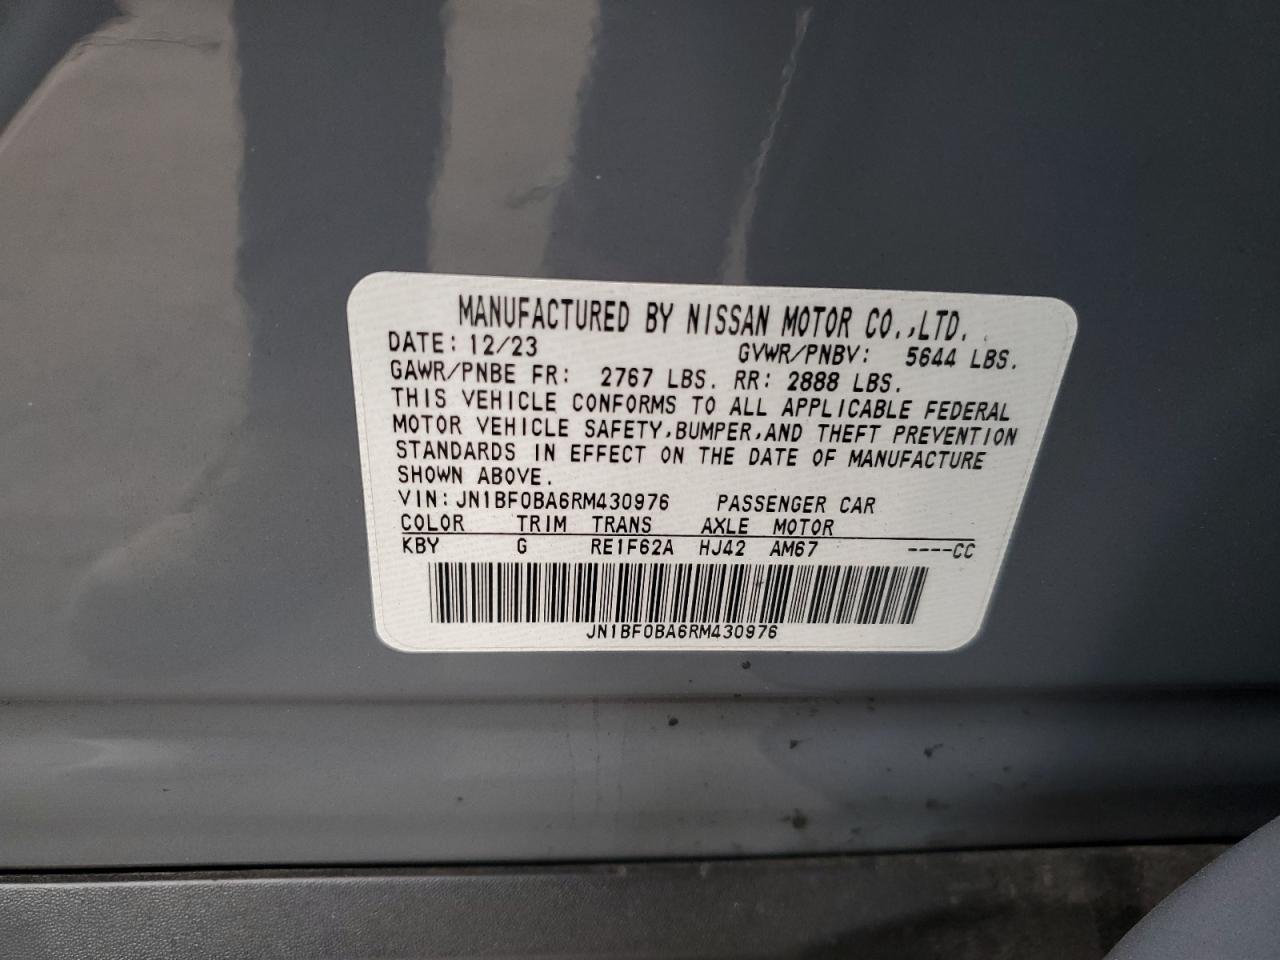 MANUFACTURED BY NISSAN MOTOR CO.,LTD.
DATE: 12/23 GVWR/PNBV: 5644 LBS.
GAWR/PNBE FR: 2767 LBS. RR: 2888 LBS.
THIS VEHICLE CONFORMS TO ALL APPLICABLE FEDERAL
MOTOR VEHICLE SAFETY,BUMPER,AND THEFT PREVENTION
STANDARDS IN EFFECT ON THE DATE OF MANUFACTURE
SHOWN ABOVE.
VIN: JN1BF0BA6RM430976 PASSENGER CAR
COLOR TRIM TRANS AXLE MOTOR
KBY G RE1F62A HJ42 AM67 ----CC
JN1BF0BA6RM430976